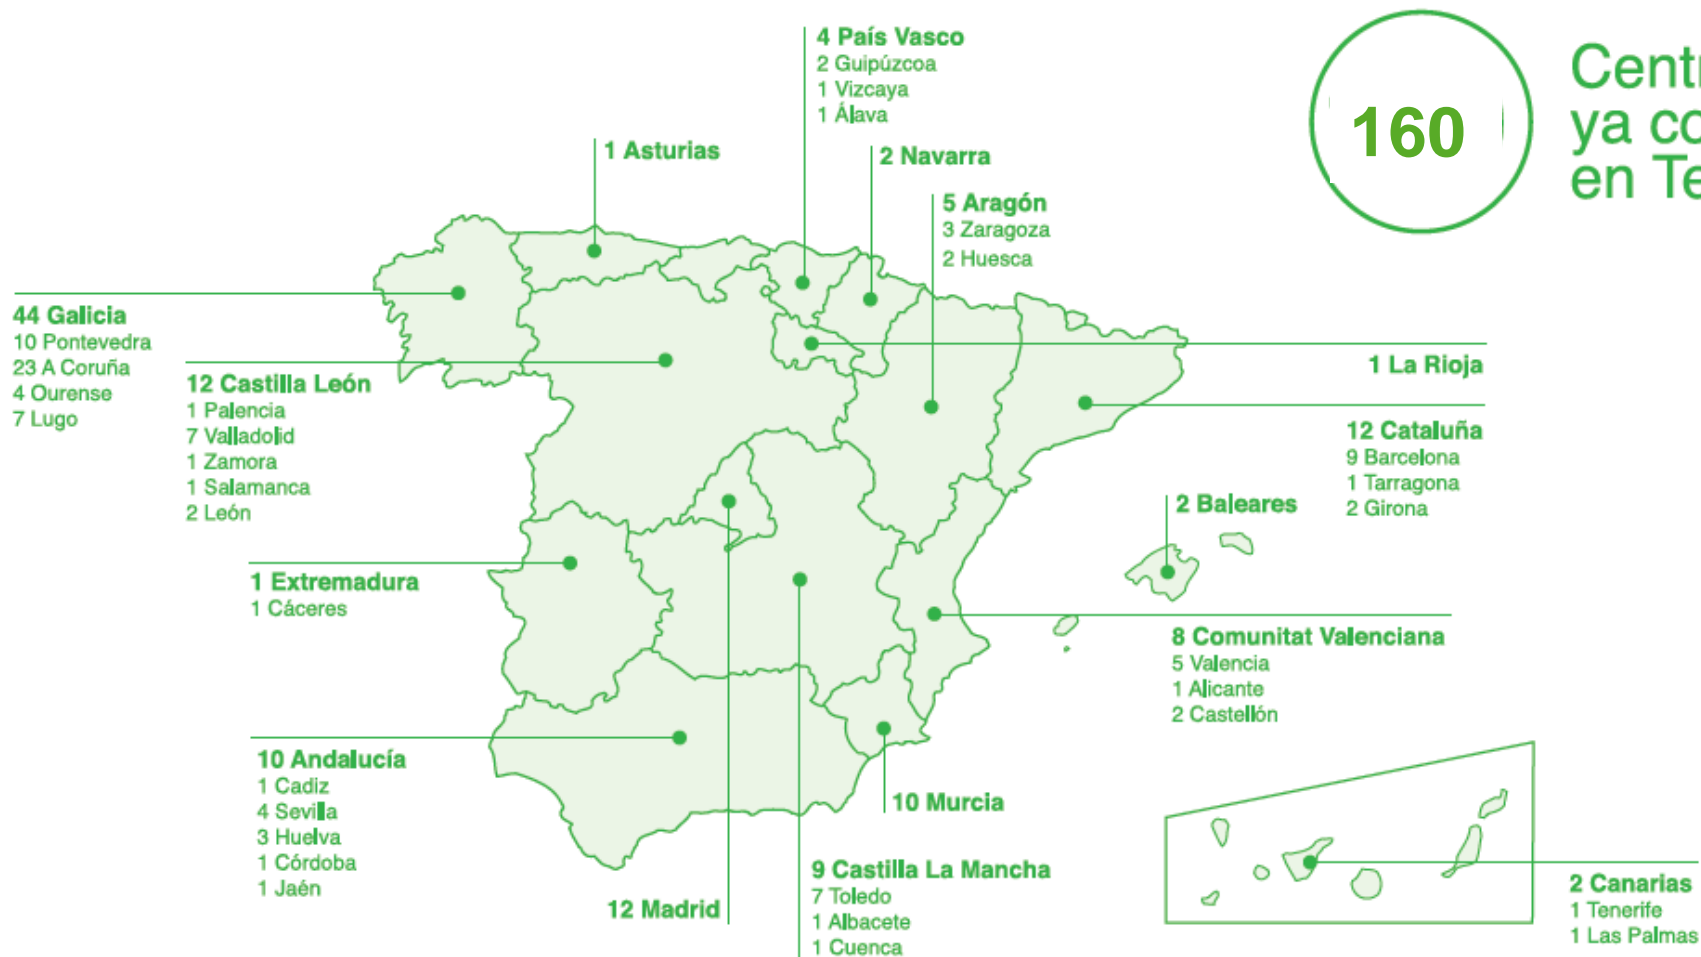 4 País Vasco
2 Guipúzcoa
1 Vizcaya
1 Álava
160
ya
en
1 Asturias
2 Navarra
5 Aragón
3 Zaragoza
2 Huesca
44 Galicia
10 Pontevedra
23 A Coruña
4 Ourense
7 Lugo
12 Castilla León
1 Palencia
7 Valladolid
1 Zamora
1 Salamanca
2 León
1 La Rioja
12 Cataluña
9 Barcelona
1 Tarragona
2 Girona
2 Baleares
1 Extremadura
1 Cáceres
8 Comunitat Valenciana
5 Valencia
1 Alicante
2 Castellón
10 Andalucía
1 Cadiz
4 Sevilla
3 Huelva
1 Córdoba
1 Jaén
10 Murcia
12 Madrid
9 Castilla La Mancha
7 Toledo
1 Albacete
1 Cuenca
2 Canarias
1 Tenerife
1 Las Palmas